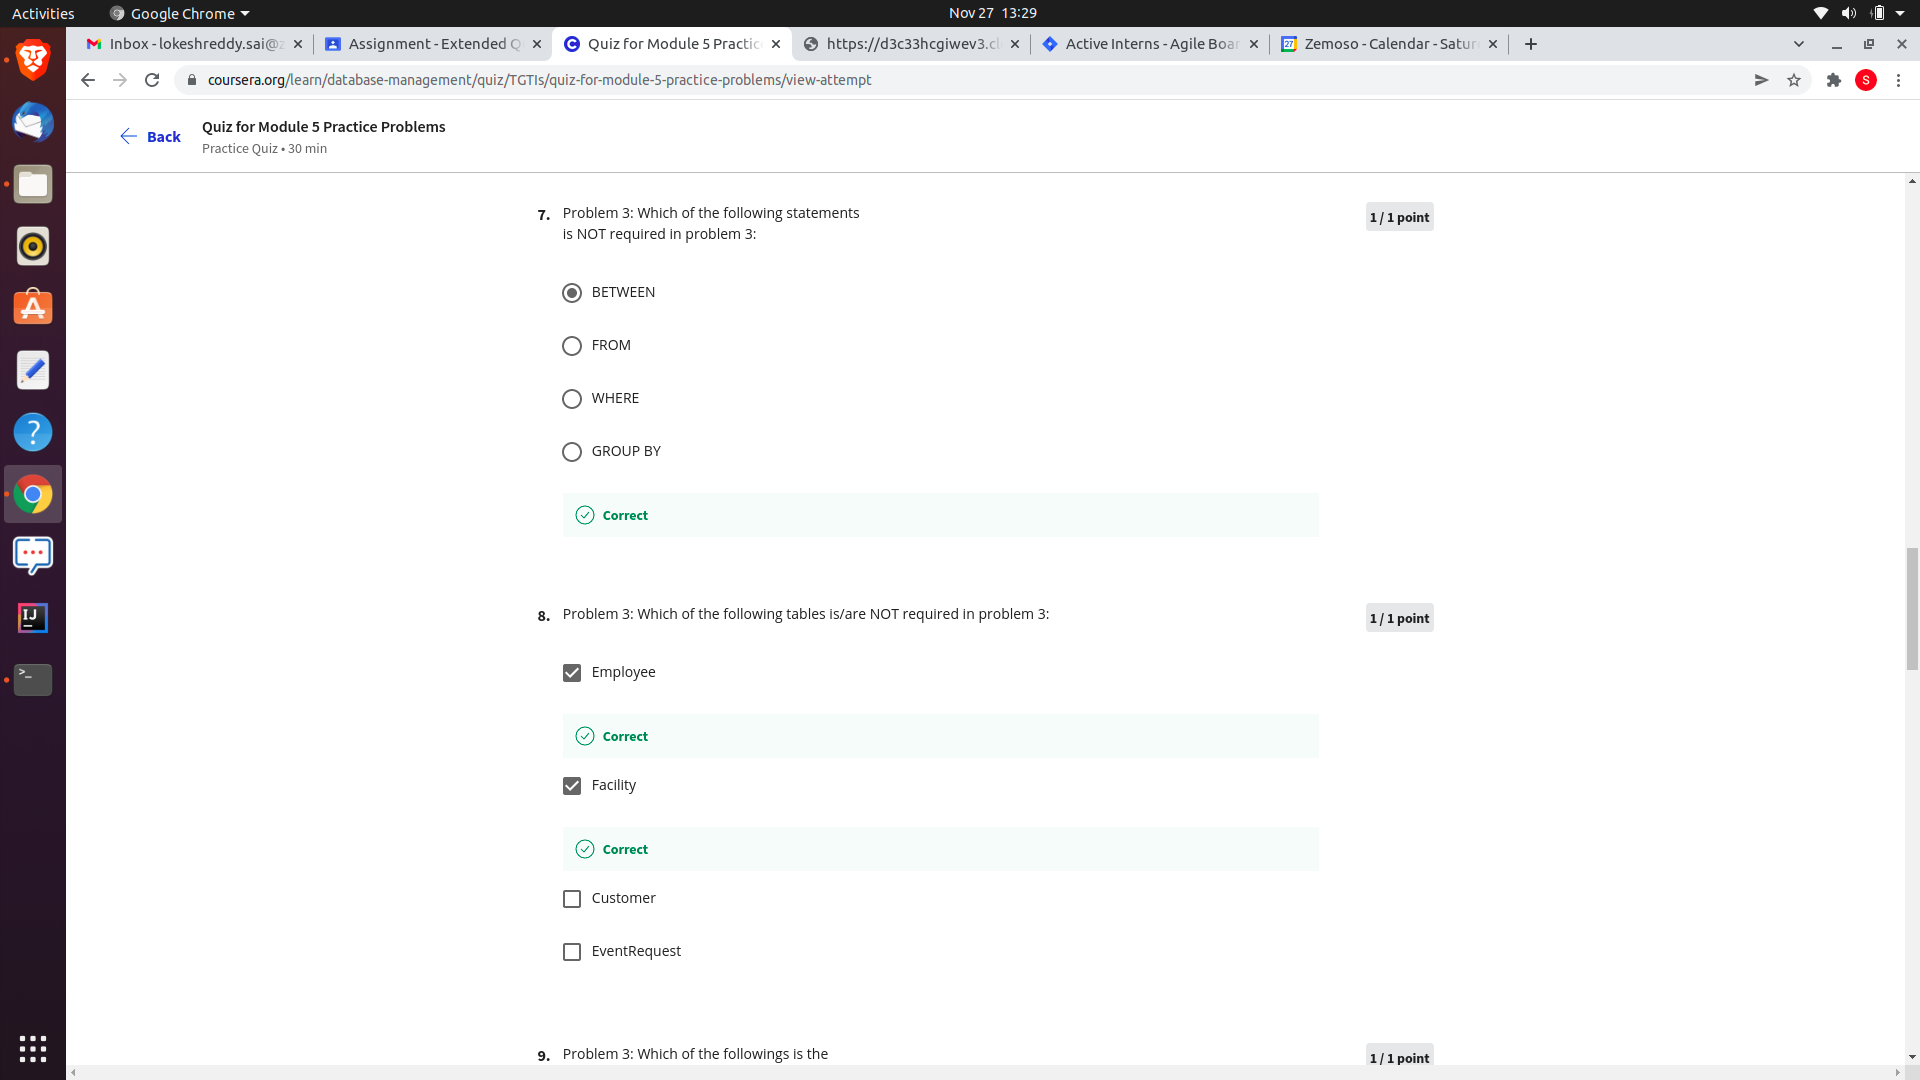 Activities
Google Chrome
Nov 27 13:29
Inbox - lokeshreddy.sai@z
Assignment - Extended Q
Quiz for Module 5 Practic
https://d3c33hcgiwev3.cl
Active Interns - Agile Boar
27
Zemoso - Calendar - Satur
coursera.org/learn/database-management/quiz/TGTIs/quiz-for-module-5-practice-problems/view-attempt
S
Back
Quiz for Module 5 Practice Problems
Practice Quiz • 30 min
7. Problem 3: Which of the following statements
is NOT required in problem 3:
1 / 1 point
BETWEEN
FROM
WHERE
GROUP BY
Correct
8. Problem 3: Which of the following tables is/are NOT required in problem 3:
1 / 1 point
Employee
Correct
Facility
Correct
Customer
EventRequest
9. Problem 3: Which of the followings is the
1 / 1 point
IJ